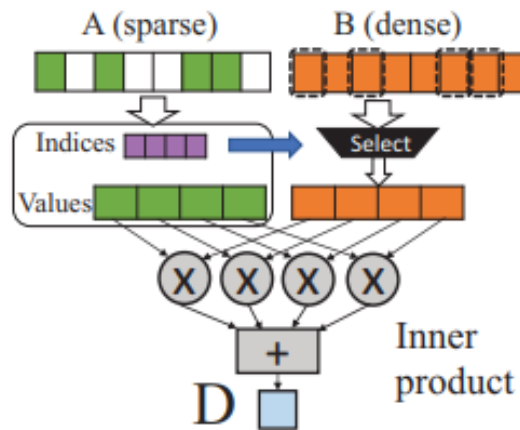 A (sparse)
B (dense)
Indices
Select
Values
X X X X
+
Inner
product
D